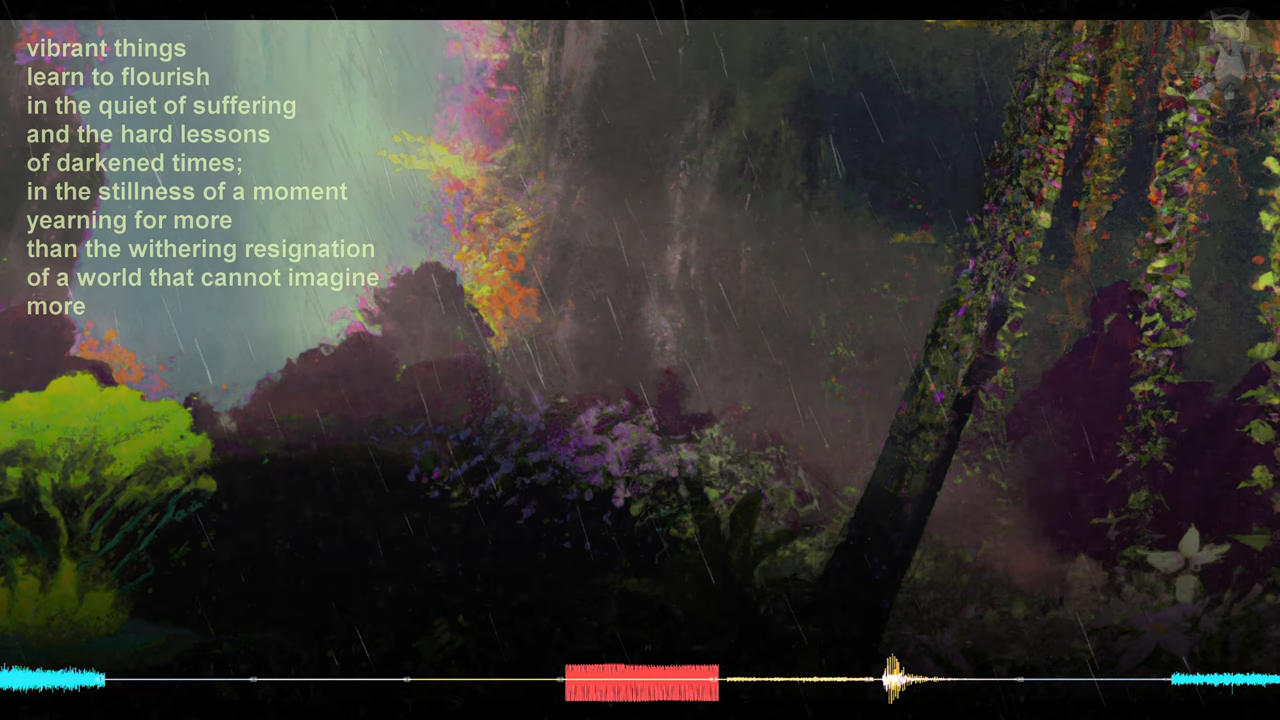 vibrant things
learn to flourish
in the quiet of suffering
and the hard lessons
of darkened times;
in the stillness of a moment
yearning for more
than the withering resignation
of a world that cannot imagine
more